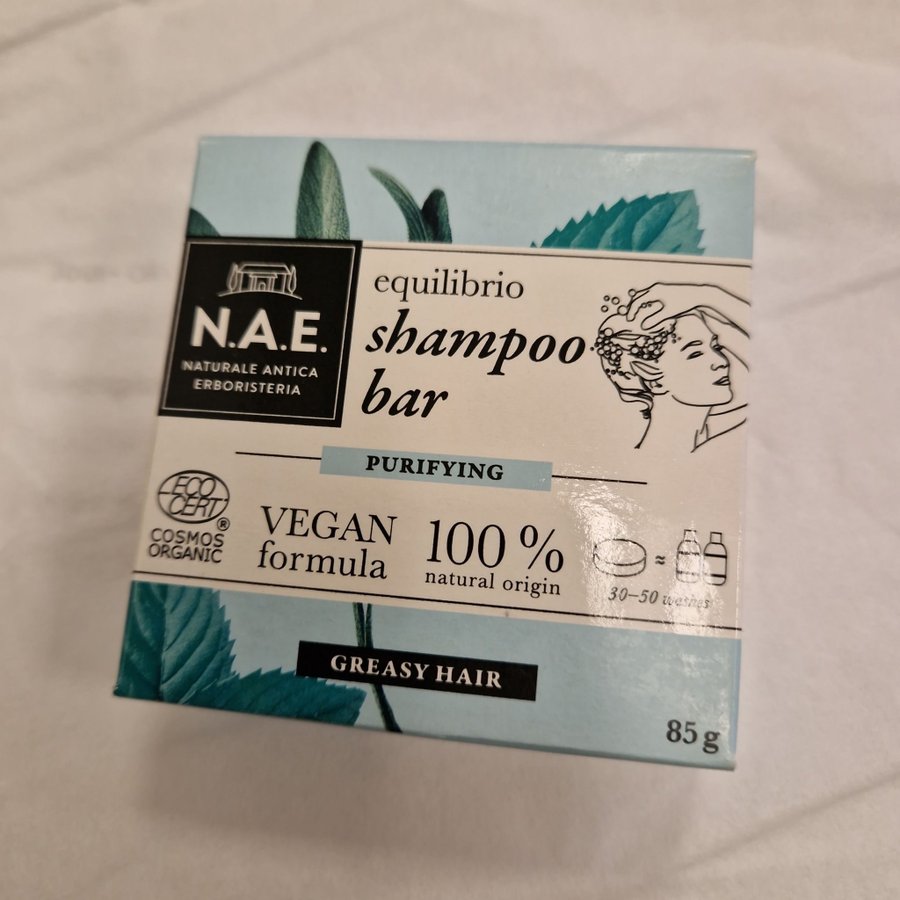 N.A.E.
NATURALE ANTICA
ERBORISTERIA
equilibrio
shampoo
bar
PURIFYING
ECO
CERT®
COSMOS
ORGANIC
VEGAN
formula
100 %
natural origin
≈
30–50 washes
GREASY HAIR
85 g